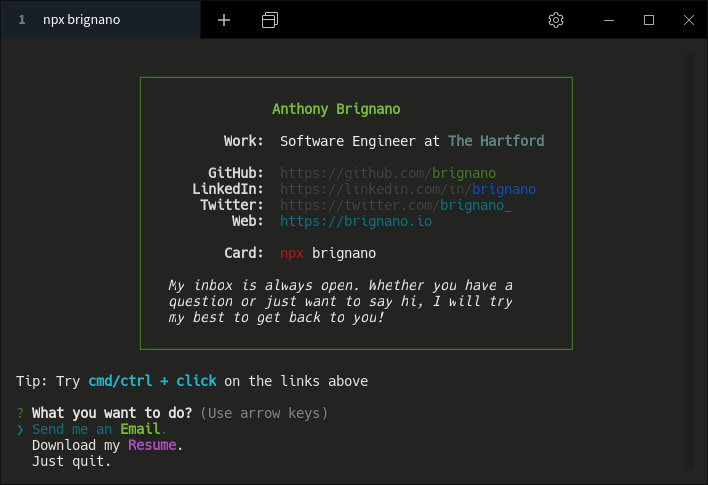 1 npx brignano
Anthony Brignano
Work: Software Engineer at The Hartford
GitHub: https://github.com/brignano
LinkedIn: https://linkedin.com/in/brignano
Twitter: https://twitter.com/brignano_
Web: https://brignano.io
Card: npx brignano
My inbox is always open. Whether you have a
question or just want to say hi, I will try
my best to get back to you!
Tip: Try cmd/ctrl + click on the links above
? What you want to do? (Use arrow keys)
❯ Send me an Email.
Download my Resume.
Just quit.